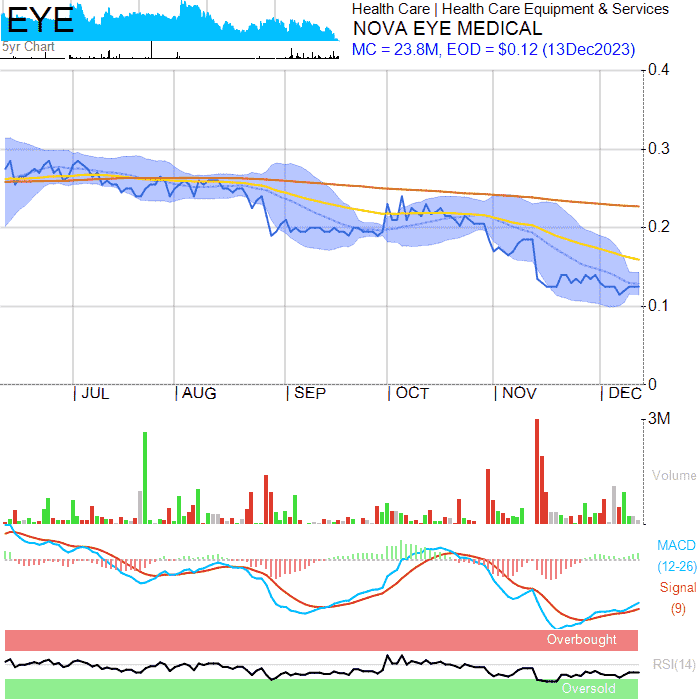 EYE
5yr Chart
Health Care | Health Care Equipment & Services
NOVA EYE MEDICAL
MC = 23.8M, EOD = $0.12 (13Dec2023)
0.4
0.3
0.2
0.1
0
| JUL | AUG | SEP | OCT | NOV | DEC
3M
Volume
MACD
(12-26)
Signal
(9)
Overbought
RSI(14)
Oversold